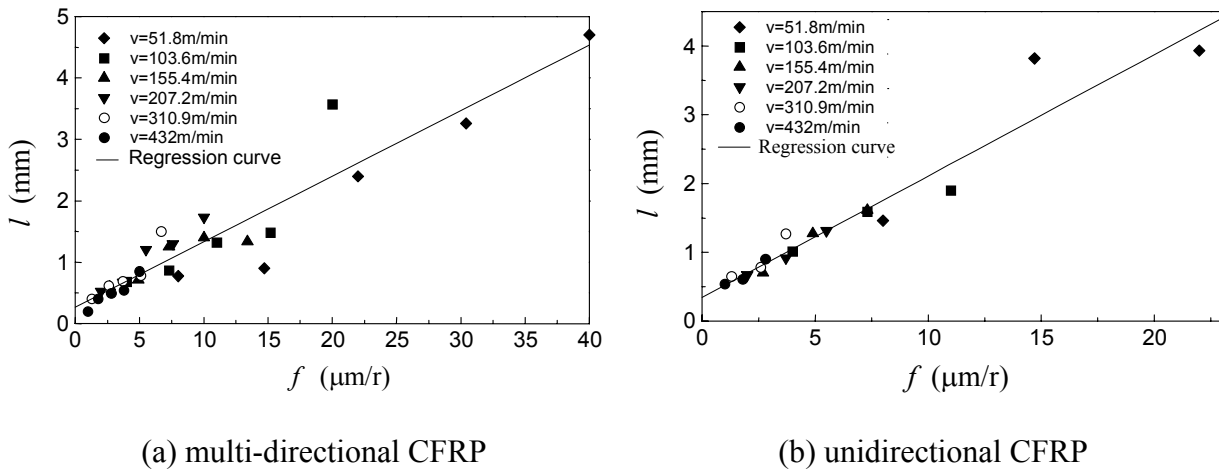 5
4
3
2
1
0
0 5 10 15 20 25 30 35 40
l (mm)
f (μm/r)
v=51.8m/min
v=103.6m/min
v=155.4m/min
v=207.2m/min
v=310.9m/min
v=432m/min
Regression curve
(a) multi-directional CFRP
4
3
2
1
0
0 5 10 15 20
l (mm)
f (μm/r)
v=51.8m/min
v=103.6m/min
v=155.4m/min
v=207.2m/min
v=310.9m/min
v=432m/min
Regression curve
(b) unidirectional CFRP